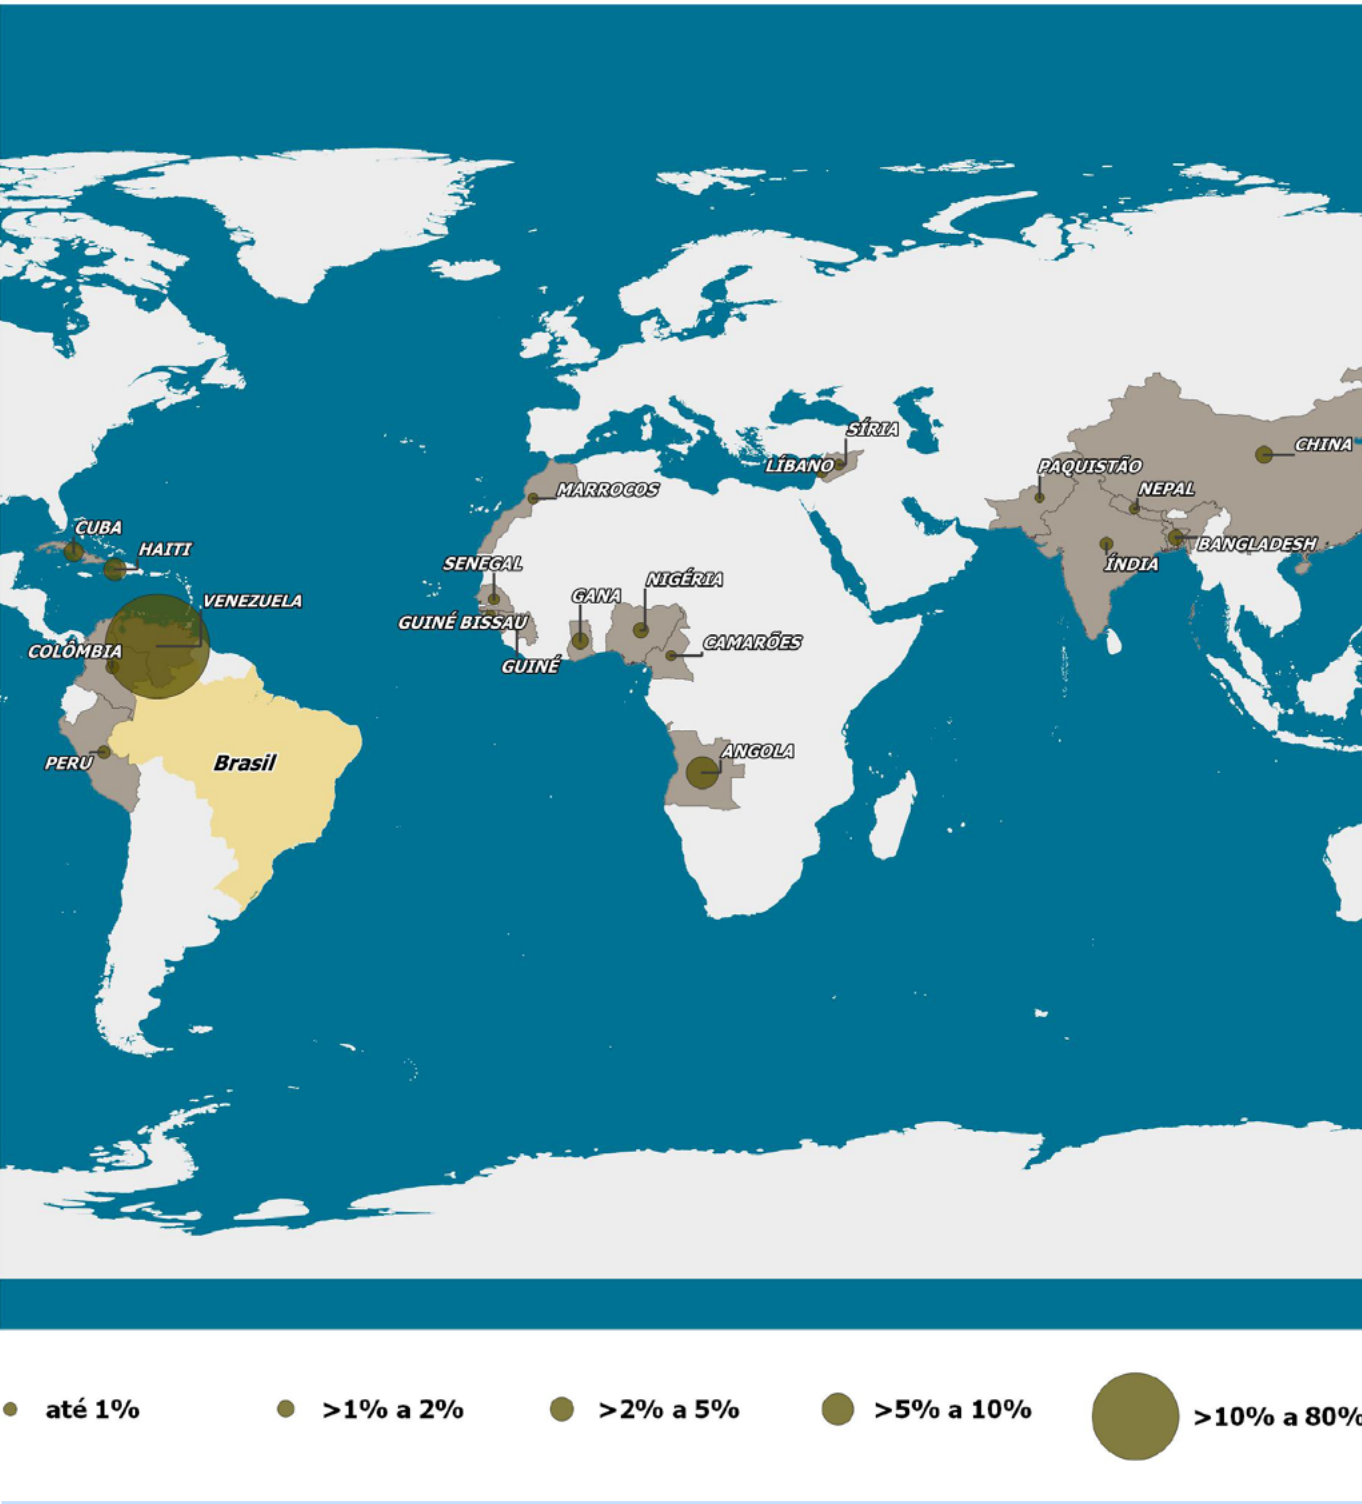 SÍRIA
CHINA
LÍBANO
PAQUISTÃO
MARROCOS
NEPAL
CUBA
HAITI
BANGLADESH
SENEGAL
ÍNDIA
NIGÉRIA
GANA
VENEZUELA
GUINÉ BISSAU
CAMARÕES
COLÔMBIA
GUINÉ
ANGOLA
PERU
Brasil
até 1%
>1% a 2%
>2% a 5%
>5% a 10%
>10% a 80%